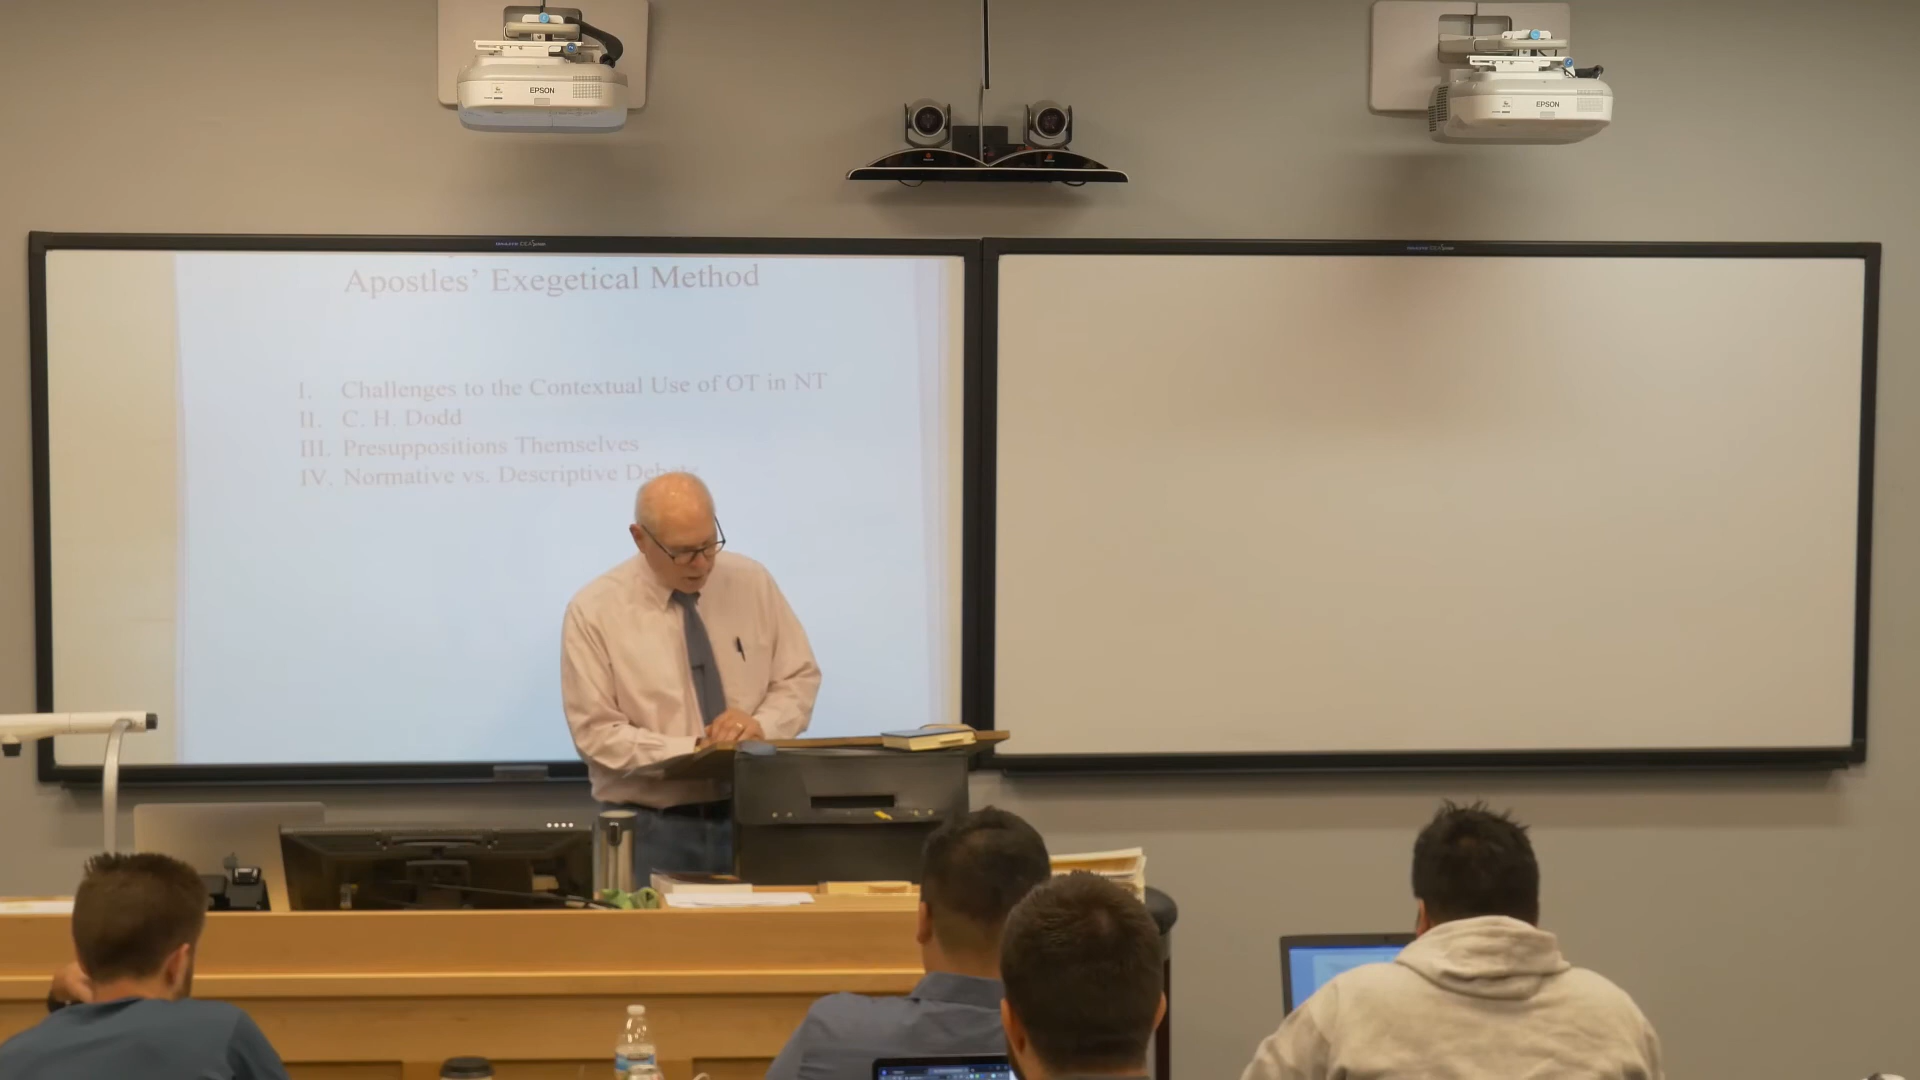 EPSON
EPSON
Apostles’ Exegetical Method
I. Challenges to the Contextual Use of OT in NT
II. C. H. Dodd
III. Presuppositions Themselves
IV. Normative vs. Descriptive Debate